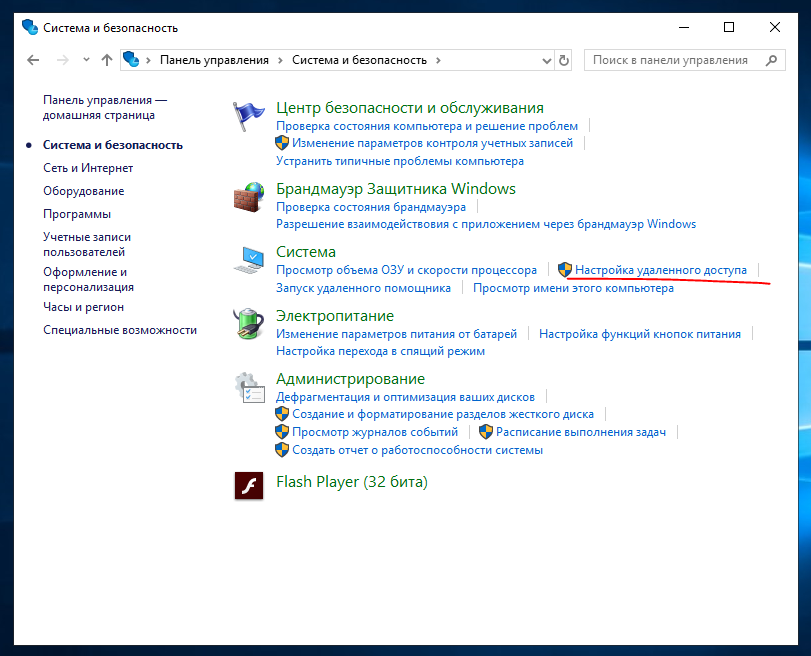 Система и безопасность
Панель управления
Система и безопасность
Поиск в панели управления
Панель управления —
домашняя страница
Система и безопасность
Сеть и Интернет
Оборудование
Программы
Учетные записи
пользователей
Оформление и
персонализация
Часы и регион
Специальные возможности
Центр безопасности и обслуживания
Проверка состояния компьютера и решение проблем
Изменение параметров контроля учетных записей
Устранить типичные проблемы компьютера
Брандмауэр Защитника Windows
Проверка состояния брандмауэра
Разрешение взаимодействия с приложением через брандмауэр Windows
Система
Просмотр объема ОЗУ и скорости процессора
Настройка удаленного доступа
Запуск удаленного помощника
Просмотр имени этого компьютера
Электропитание
Изменение параметров питания от батарей
Настройка функций кнопок питания
Настройка перехода в спящий режим
Администрирование
Дефрагментация и оптимизация ваших дисков
Создание и форматирование разделов жесткого диска
Просмотр журналов событий
Расписание выполнения задач
Создать отчет о работоспособности системы
Flash Player (32 бита)